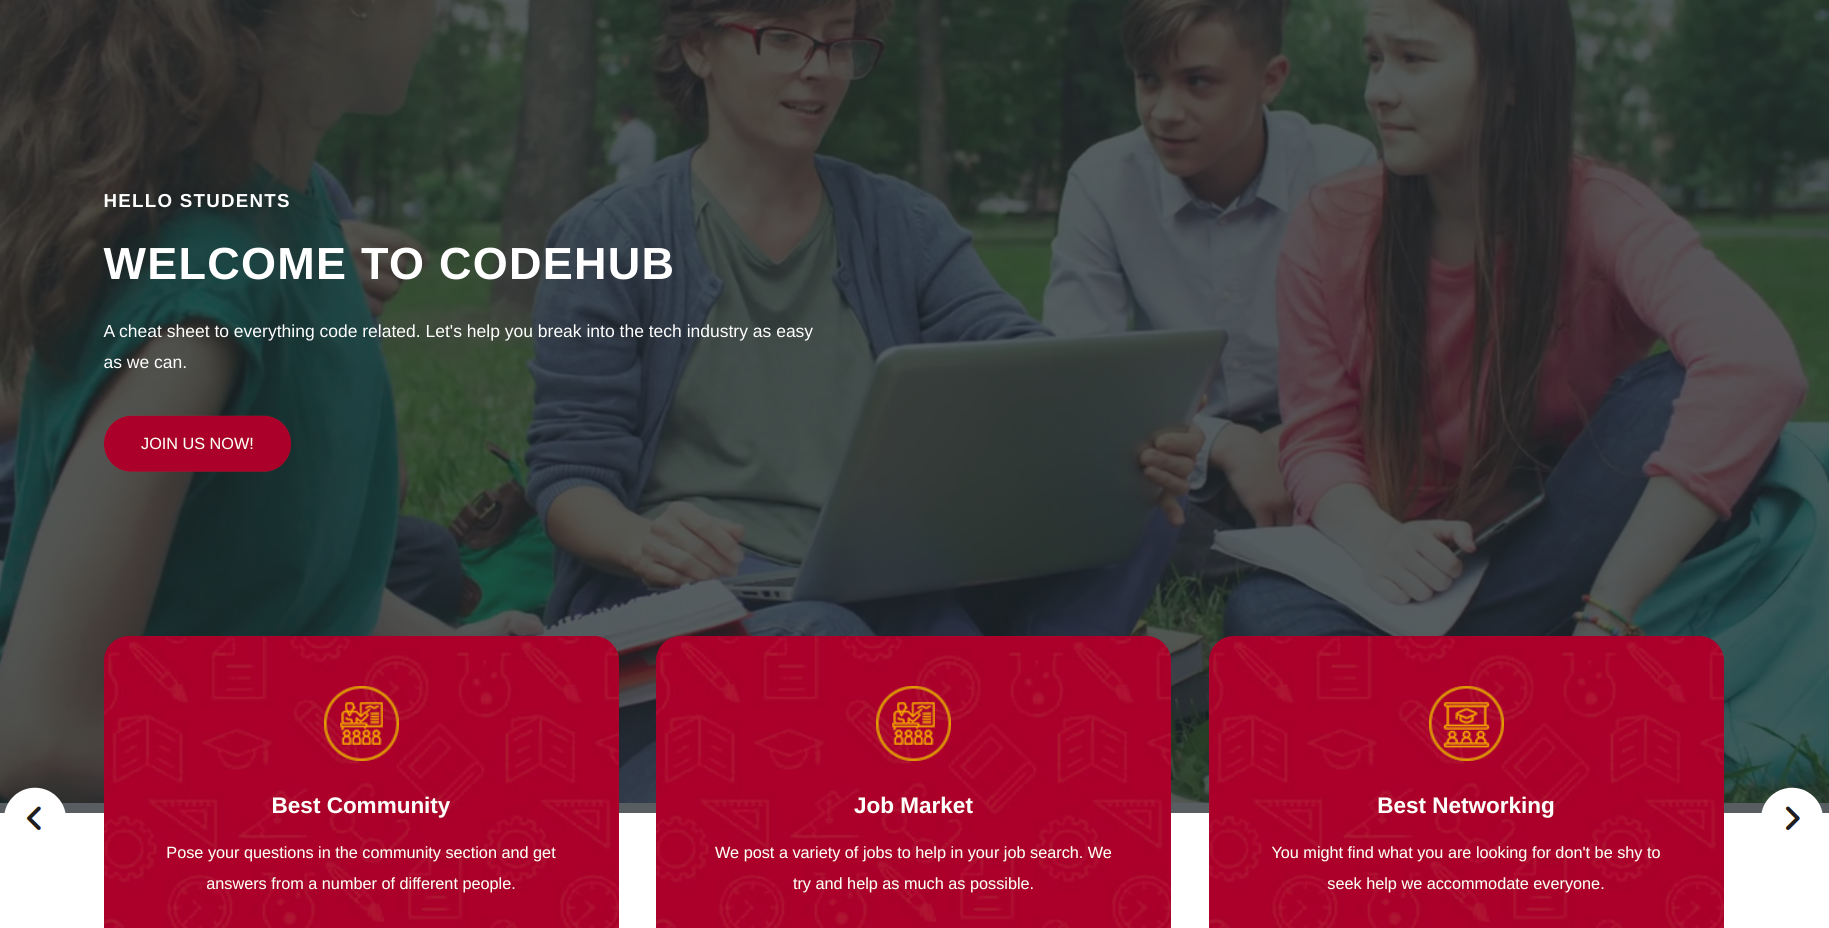 HELLO STUDENTS
WELCOME TO CODEHUB
A cheat sheet to everything code related. Let's help you break into the tech industry as easy
as we can.
JOIN US NOW!
Best Community
Pose your questions in the community section and get
answers from a number of different people.
Job Market
We post a variety of jobs to help in your job search. We
try and help as much as possible.
Best Networking
You might find what you are looking for don't be shy to
seek help we accommodate everyone.